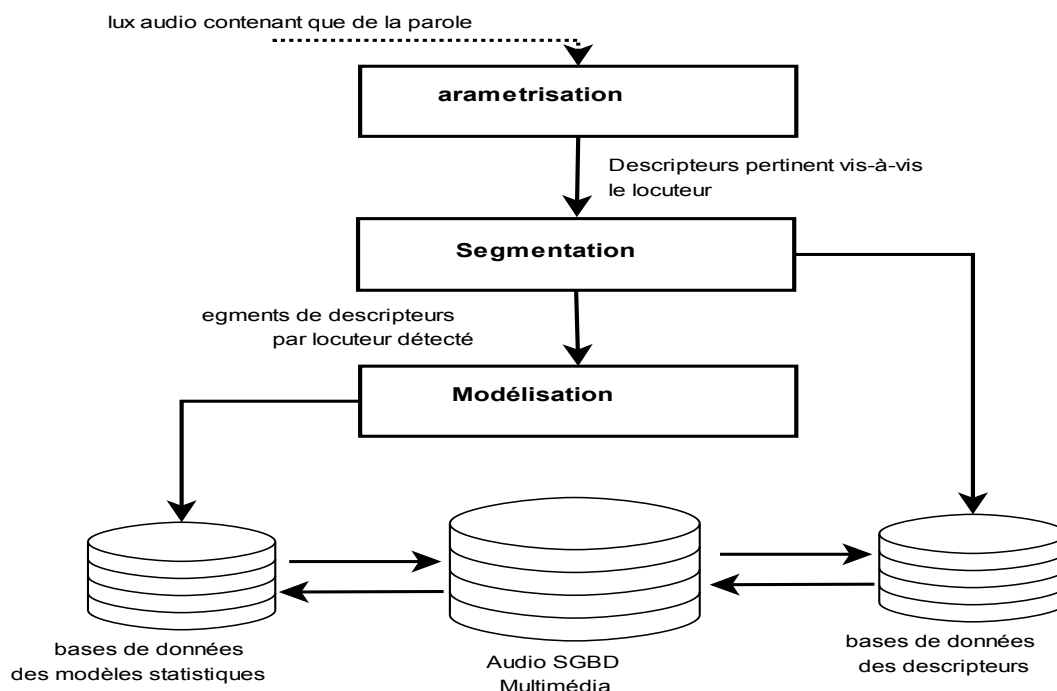 lux audio contenant que de la parole
arametrisation
Descripteurs pertinent vis-à-vis
le locuteur
Segmentation
egments de descripteurs
par locuteur détecté
Modélisation
bases de données
des modèles statistiques
Audio SGBD
Multimédia
bases de données
des descripteurs